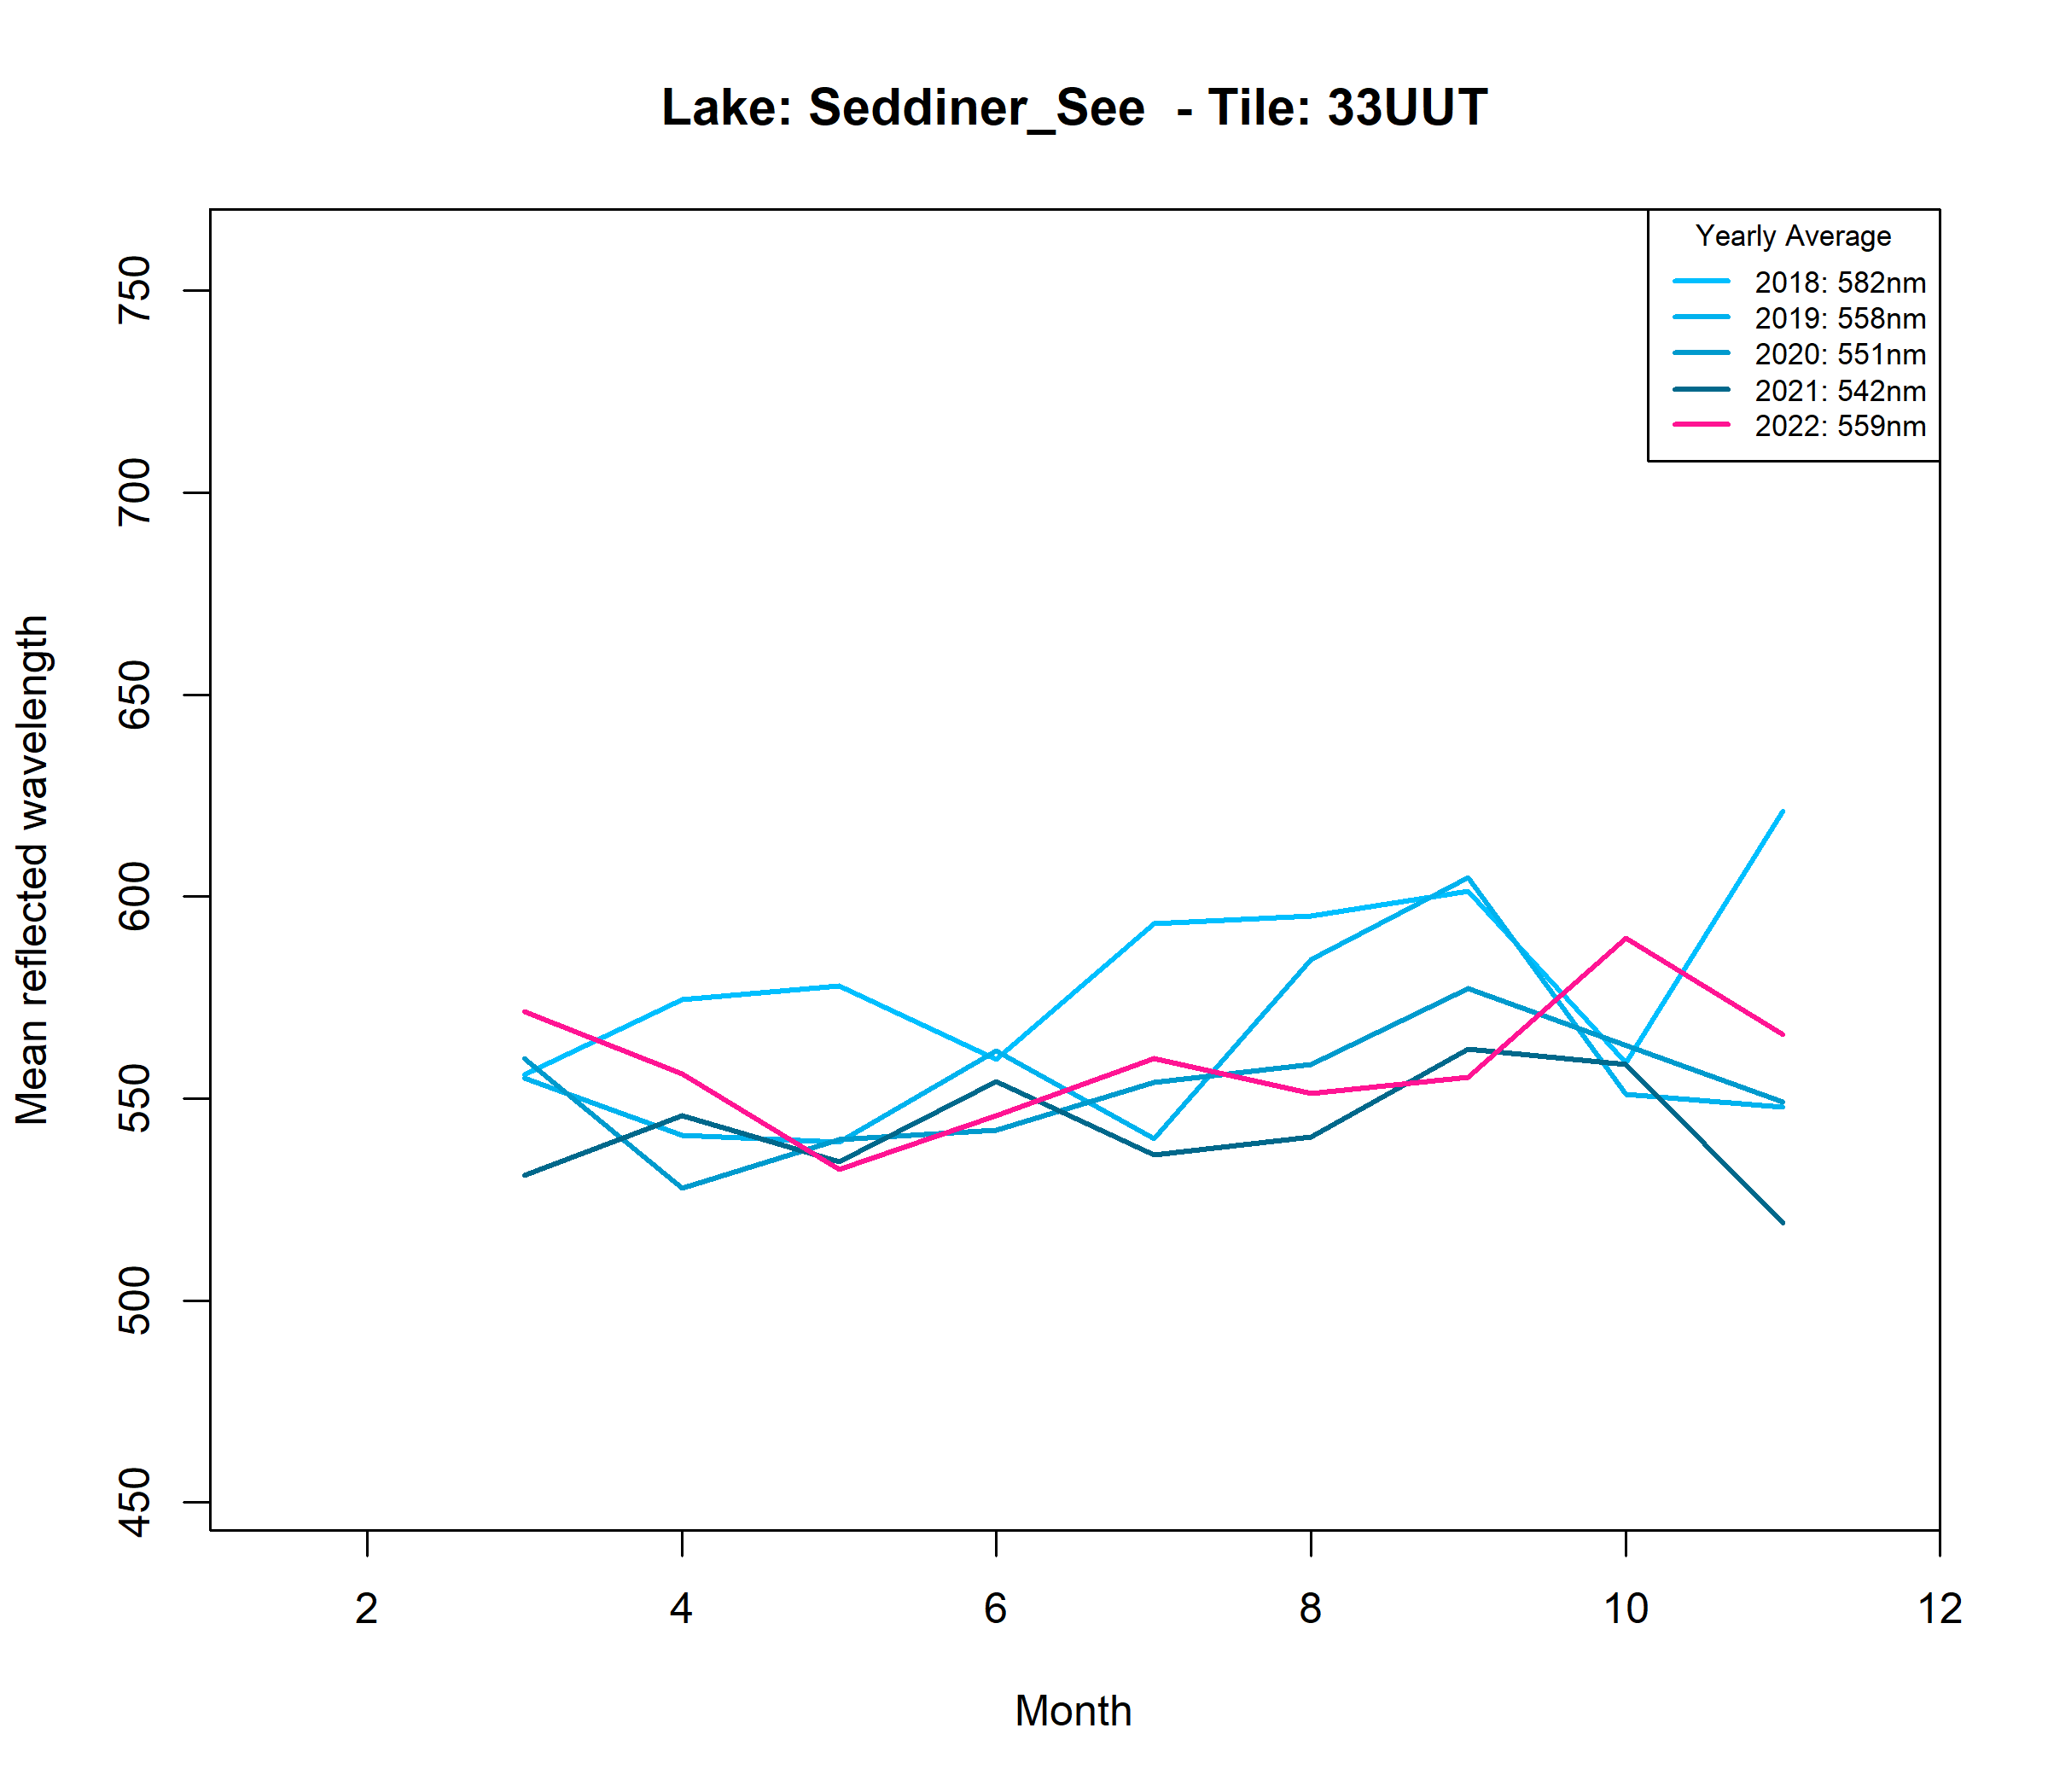 Lake: Seddiner_See - Tile: 33UUT
Yearly Average
2018: 582nm
2019: 558nm
2020: 551nm
2021: 542nm
2022: 559nm
Mean reflected wavelength
750
700
650
600
550
500
450
2 4 6 8 10 12
Month